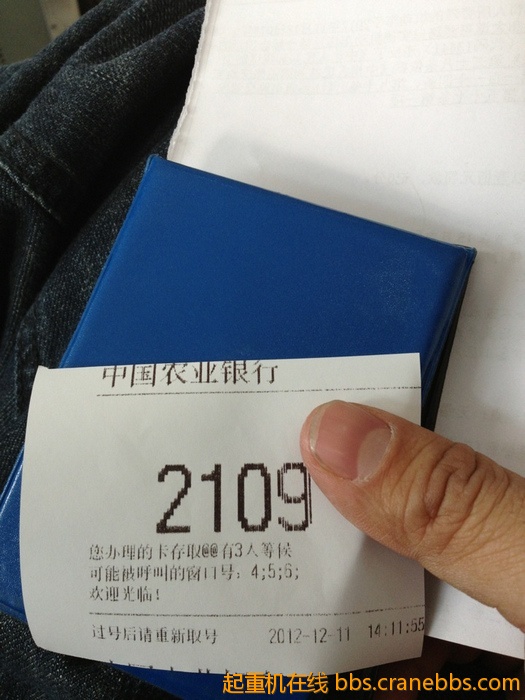 中国农业银行
2109
您办理的卡存取@@有3人等候
可能被呼叫的窗口号：4;5;6;
欢迎光临！
过号后请重新取号 2012-12-11 14:11:55
起重机在线 bbs.cranebbs.com